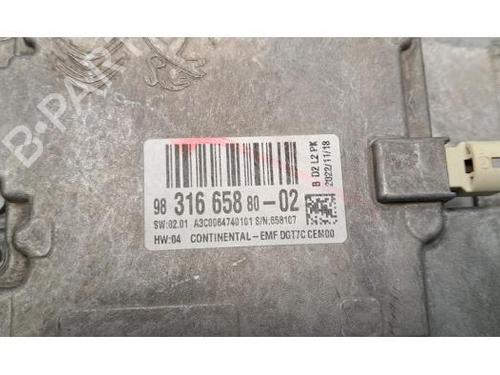 B-PARTS
98 316 658 80-02
SW:02.01 A3C0064740101 S/N:658107
HW:04 CONTINENTAL-EMF DGT7C CEM00
B D2 L2 PK
2022/11/18